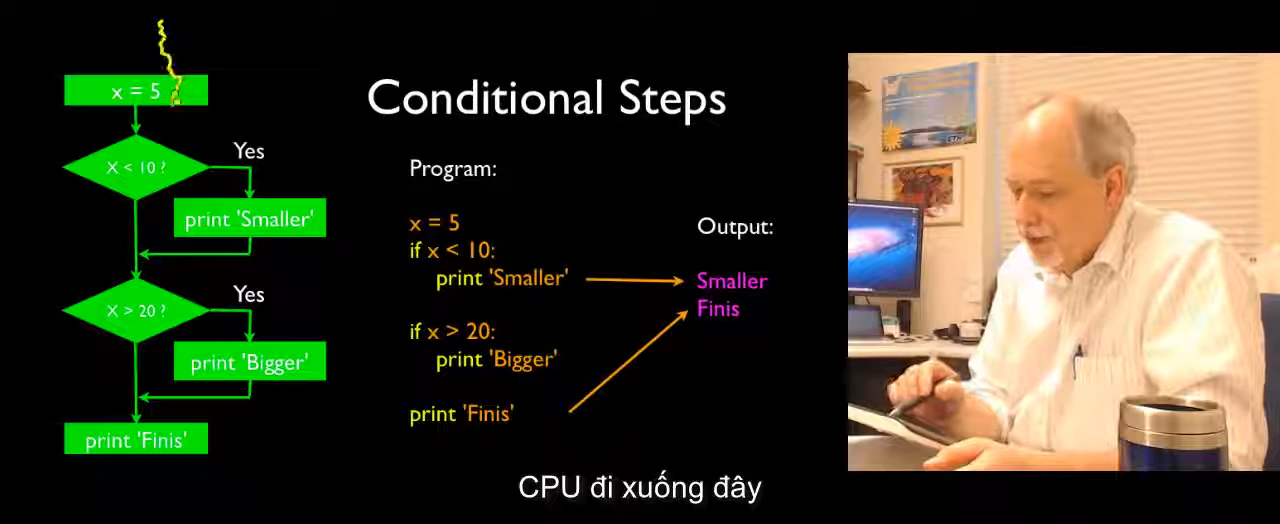 Conditional Steps
x = 5
X < 10 ?
Yes
print 'Smaller'
X > 20 ?
Yes
print 'Bigger'
print 'Finis'
Program:
x = 5
if x < 10:
print 'Smaller'
if x > 20:
print 'Bigger'
print 'Finis'
Output:
Smaller
Finis
CPU đi xuống đây